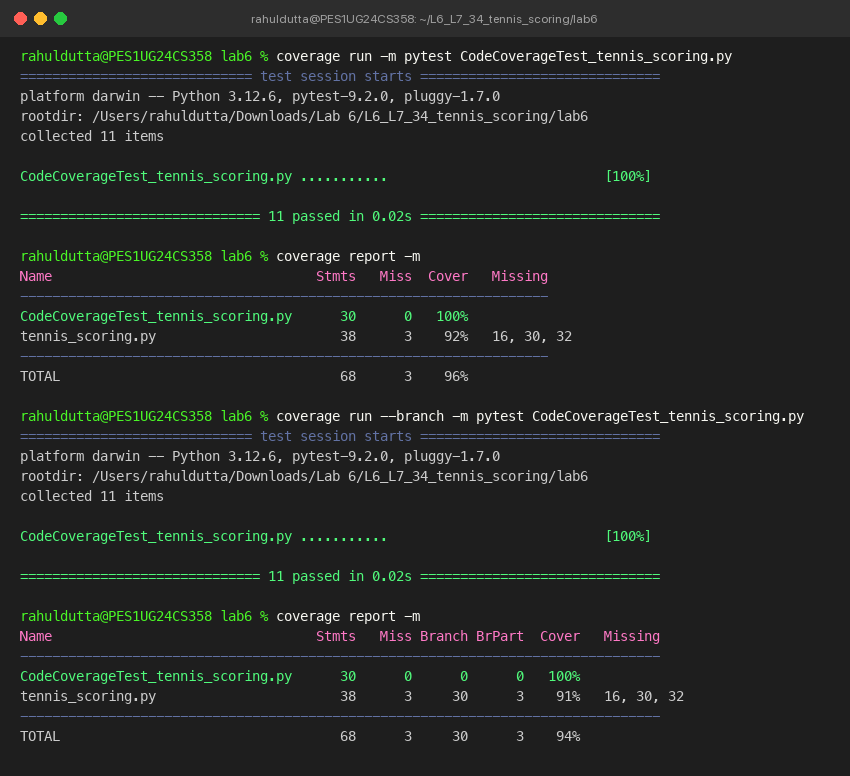 rahuldutta@PES1UG24CS358: ~/L6_L7_34_tennis_scoring/lab6
rahuldutta@PES1UG24CS358 lab6 % coverage run -m pytest CodeCoverageTest_tennis_scoring.py
============================= test session starts ==============================
platform darwin -- Python 3.12.6, pytest-9.2.0, pluggy-1.7.0
rootdir: /Users/rahuldutta/Downloads/Lab 6/L6_L7_34_tennis_scoring/lab6
collected 11 items
CodeCoverageTest_tennis_scoring.py ........... [100%]
============================== 11 passed in 0.02s ==============================
rahuldutta@PES1UG24CS358 lab6 % coverage report -m
Name Stmts Miss Cover Missing
------------------------------------------------------------------
CodeCoverageTest_tennis_scoring.py 30 0 100%
tennis_scoring.py 38 3 92% 16, 30, 32
------------------------------------------------------------------
TOTAL 68 3 96%
rahuldutta@PES1UG24CS358 lab6 % coverage run --branch -m pytest CodeCoverageTest_tennis_scoring.py
============================= test session starts ==============================
platform darwin -- Python 3.12.6, pytest-9.2.0, pluggy-1.7.0
rootdir: /Users/rahuldutta/Downloads/Lab 6/L6_L7_34_tennis_scoring/lab6
collected 11 items
CodeCoverageTest_tennis_scoring.py ........... [100%]
============================== 11 passed in 0.02s ==============================
rahuldutta@PES1UG24CS358 lab6 % coverage report -m
Name Stmts Miss Branch BrPart Cover Missing
--------------------------------------------------------------------------------
CodeCoverageTest_tennis_scoring.py 30 0 0 0 100%
tennis_scoring.py 38 3 30 3 91% 16, 30, 32
--------------------------------------------------------------------------------
TOTAL 68 3 30 3 94%